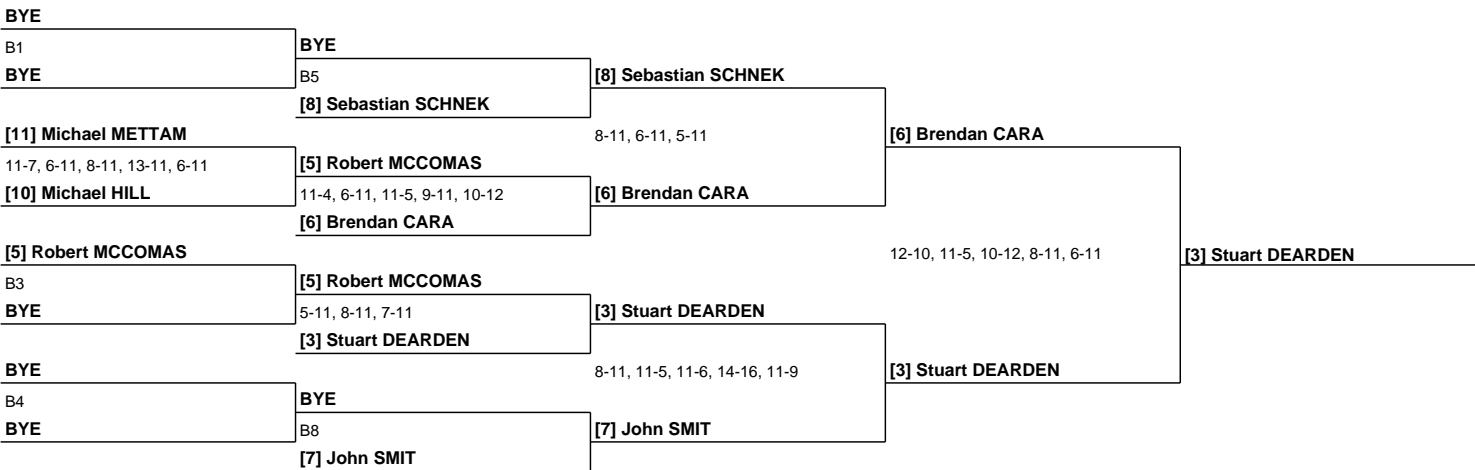 BYE
B1
BYE
BYE
B5
[8] Sebastian SCHNEK
[8] Sebastian SCHNEK
[11] Michael METTAM
8-11, 6-11, 5-11
[6] Brendan CARA
11-7, 6-11, 8-11, 13-11, 6-11
[5] Robert MCCOMAS
[10] Michael HILL
11-4, 6-11, 11-5, 9-11, 10-12
[6] Brendan CARA
[6] Brendan CARA
[5] Robert MCCOMAS
12-10, 11-5, 10-12, 8-11, 6-11
[3] Stuart DEARDEN
B3
[5] Robert MCCOMAS
BYE
5-11, 8-11, 7-11
[3] Stuart DEARDEN
[3] Stuart DEARDEN
BYE
8-11, 11-5, 11-6, 14-16, 11-9
[3] Stuart DEARDEN
B4
BYE
BYE
B8
[7] John SMIT
[7] John SMIT